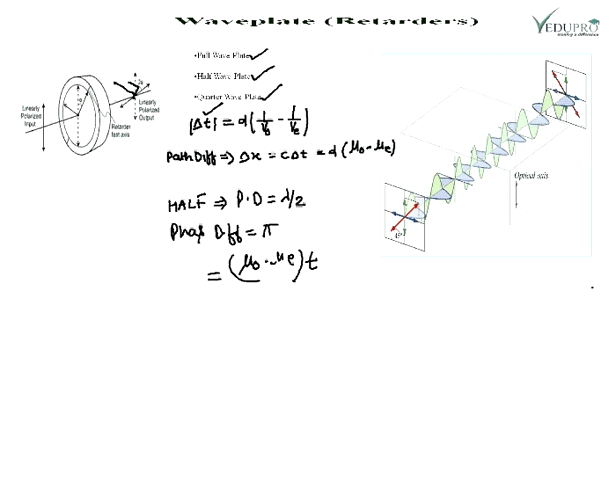 Waveplate (Retarders)
VEDUPRO
•Full Wave Plate
•Half Wave Plate
•Quarter Wave Plate
Linearly
Polarized
Input
θ
2θ
Linearly
Polarized
Output
Retarder
fast axis
|Δt| = d(1/v₀ - 1/vₑ)
Path Diff ⇒ Δx = cΔt = d(μ₀-μₑ)
HALF ⇒ P.D = λ/2
Phas Diff = π
= (μ₀-μₑ)t
Optical axis
45°